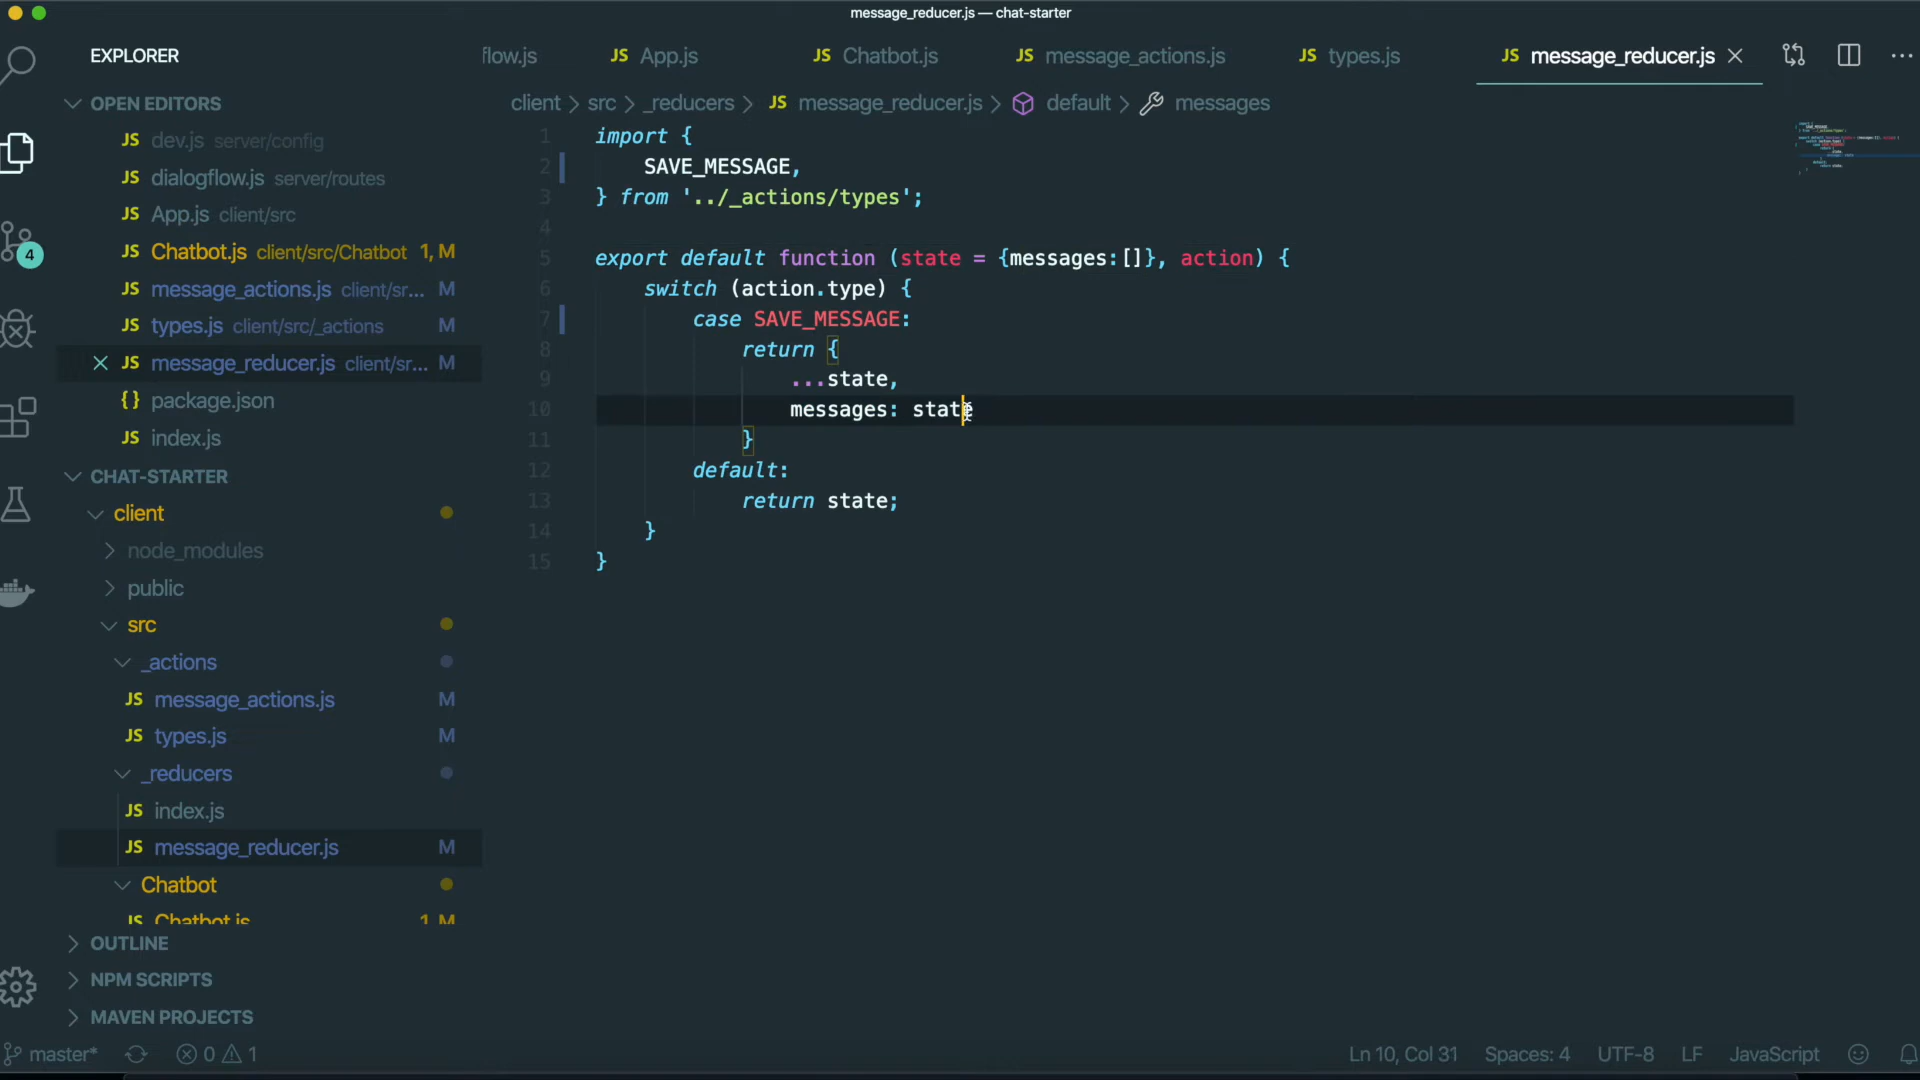 message_reducer.js — chat-starter
EXPLORER
flow.js
JS App.js
JS Chatbot.js
JS message_actions.js
JS types.js
JS message_reducer.js
OPEN EDITORS
client > src > _reducers > JS message_reducer.js > default > messages
JS dev.js server/config
JS dialogflow.js server/routes
JS App.js client/src
JS Chatbot.js client/src/Chatbot 1, M
JS message_actions.js client/sr... M
JS types.js client/src/_actions M
JS message_reducer.js client/sr... M
{} package.json
JS index.js
CHAT-STARTER
client
node_modules
public
src
_actions
JS message_actions.js M
JS types.js M
_reducers
JS index.js
JS message_reducer.js M
Chatbot
JS Chatbot.js 1, M
OUTLINE
NPM SCRIPTS
MAVEN PROJECTS
4
1 import {
2 SAVE_MESSAGE,
3 } from '../_actions/types';
4
5 export default function (state = {messages:[]}, action) {
6 switch (action.type) {
7 case SAVE_MESSAGE:
8 return {
9 ...state,
10 messages: state
11 }
12 default:
13 return state;
14 }
15 }
master* 0 1
Ln 10, Col 31 Spaces: 4 UTF-8 LF JavaScript